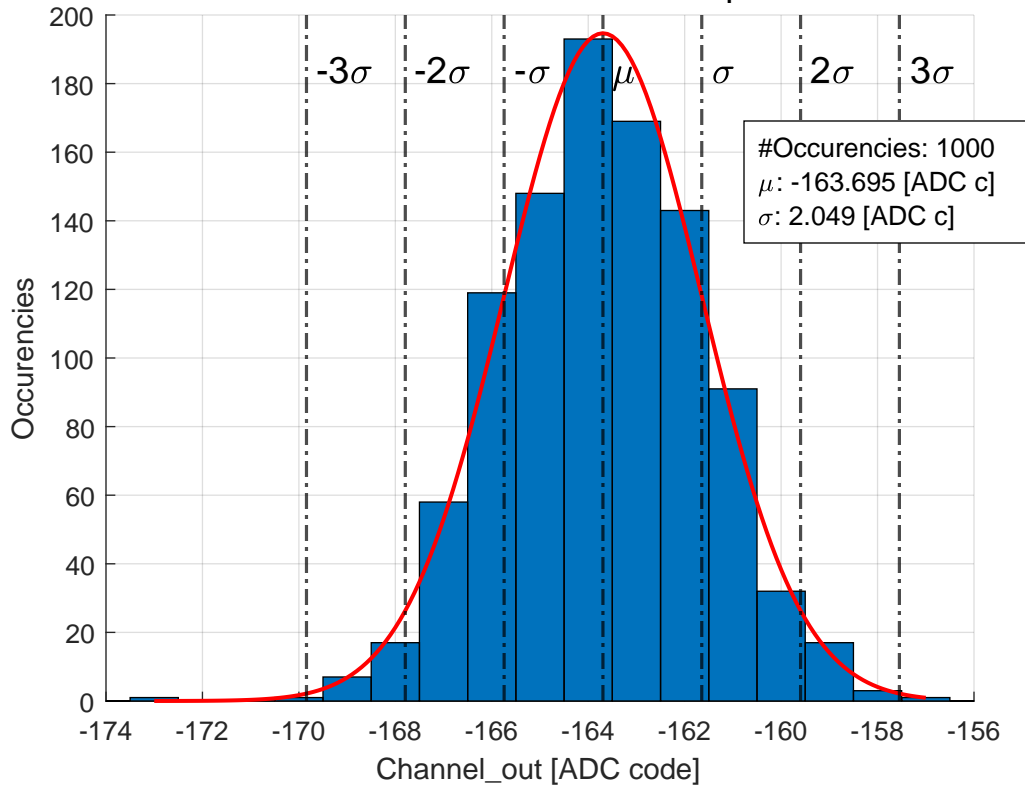 200
180
160
140
120
100
80
60
40
20
0
Occurencies
-3σ
-2σ
-σ
μ
σ
2σ
3σ
#Occurencies: 1000
μ: -163.695 [ADC c]
σ: 2.049 [ADC c]
-174
-172
-170
-168
-166
-164
-162
-160
-158
-156
Channel_out [ADC code]